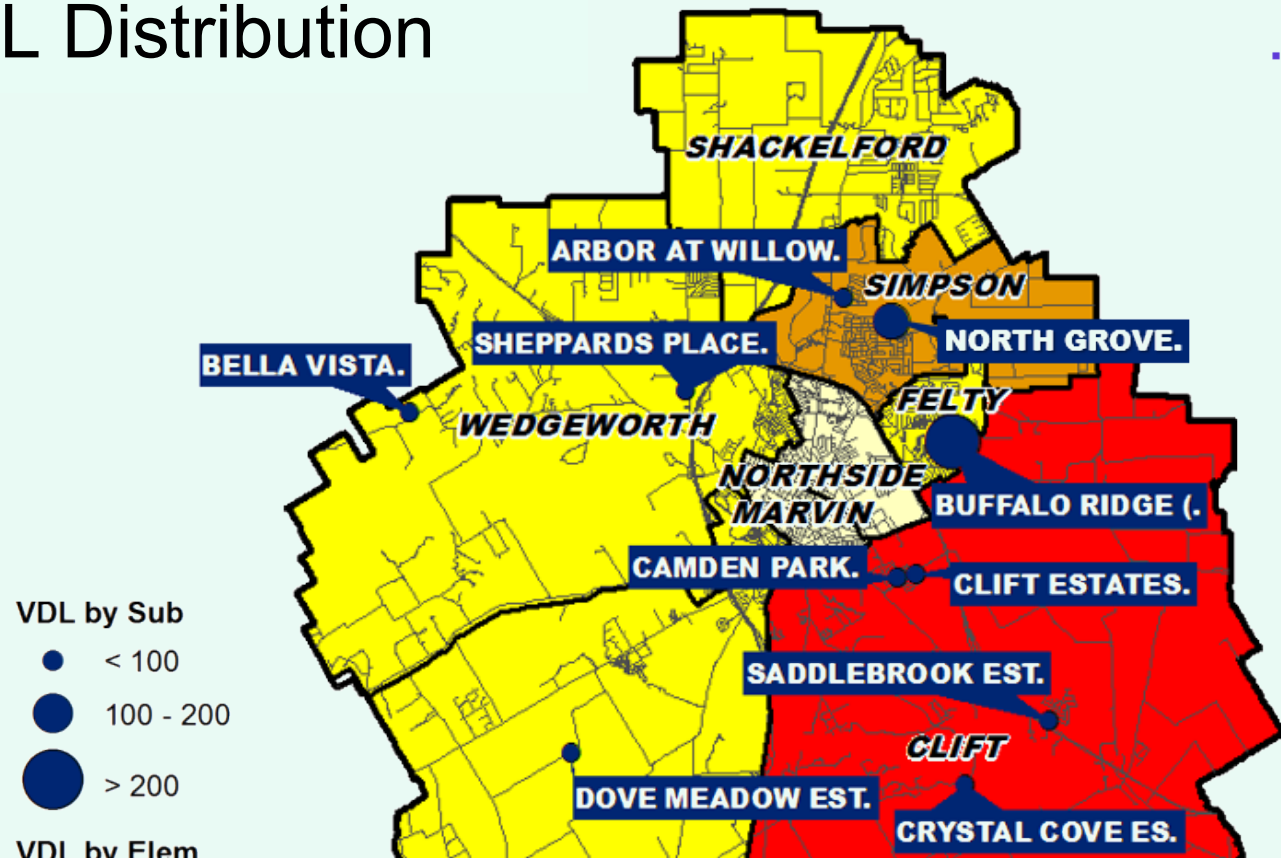 L Distribution
SHACKELFORD
ARBOR AT WILLOW.
SIMPSON
SHEPPARDS PLACE.
NORTH GROVE.
BELLA VISTA.
FELTY
WEDGEWORTH
NORTHSIDE
MARVIN
BUFFALO RIDGE (.
CAMDEN PARK.
CLIFT ESTATES.
VDL by Sub
< 100
SADDLEBROOK EST.
100 - 200
CLIFT
> 200
DOVE MEADOW EST.
CRYSTAL COVE ES.
VDL by Elem